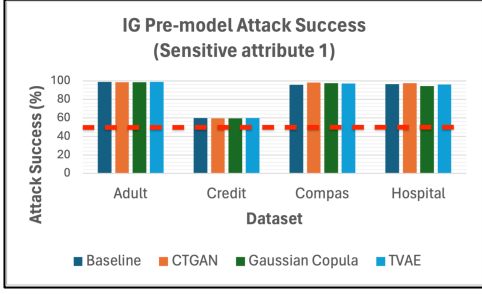 IG Pre-model Attack Success
(Sensitive attribute 1)
Attack Success (%)
100
80
60
40
20
0
Adult
Credit
Compas
Hospital
Dataset
Baseline
CTGAN
Gaussian Copula
TVAE